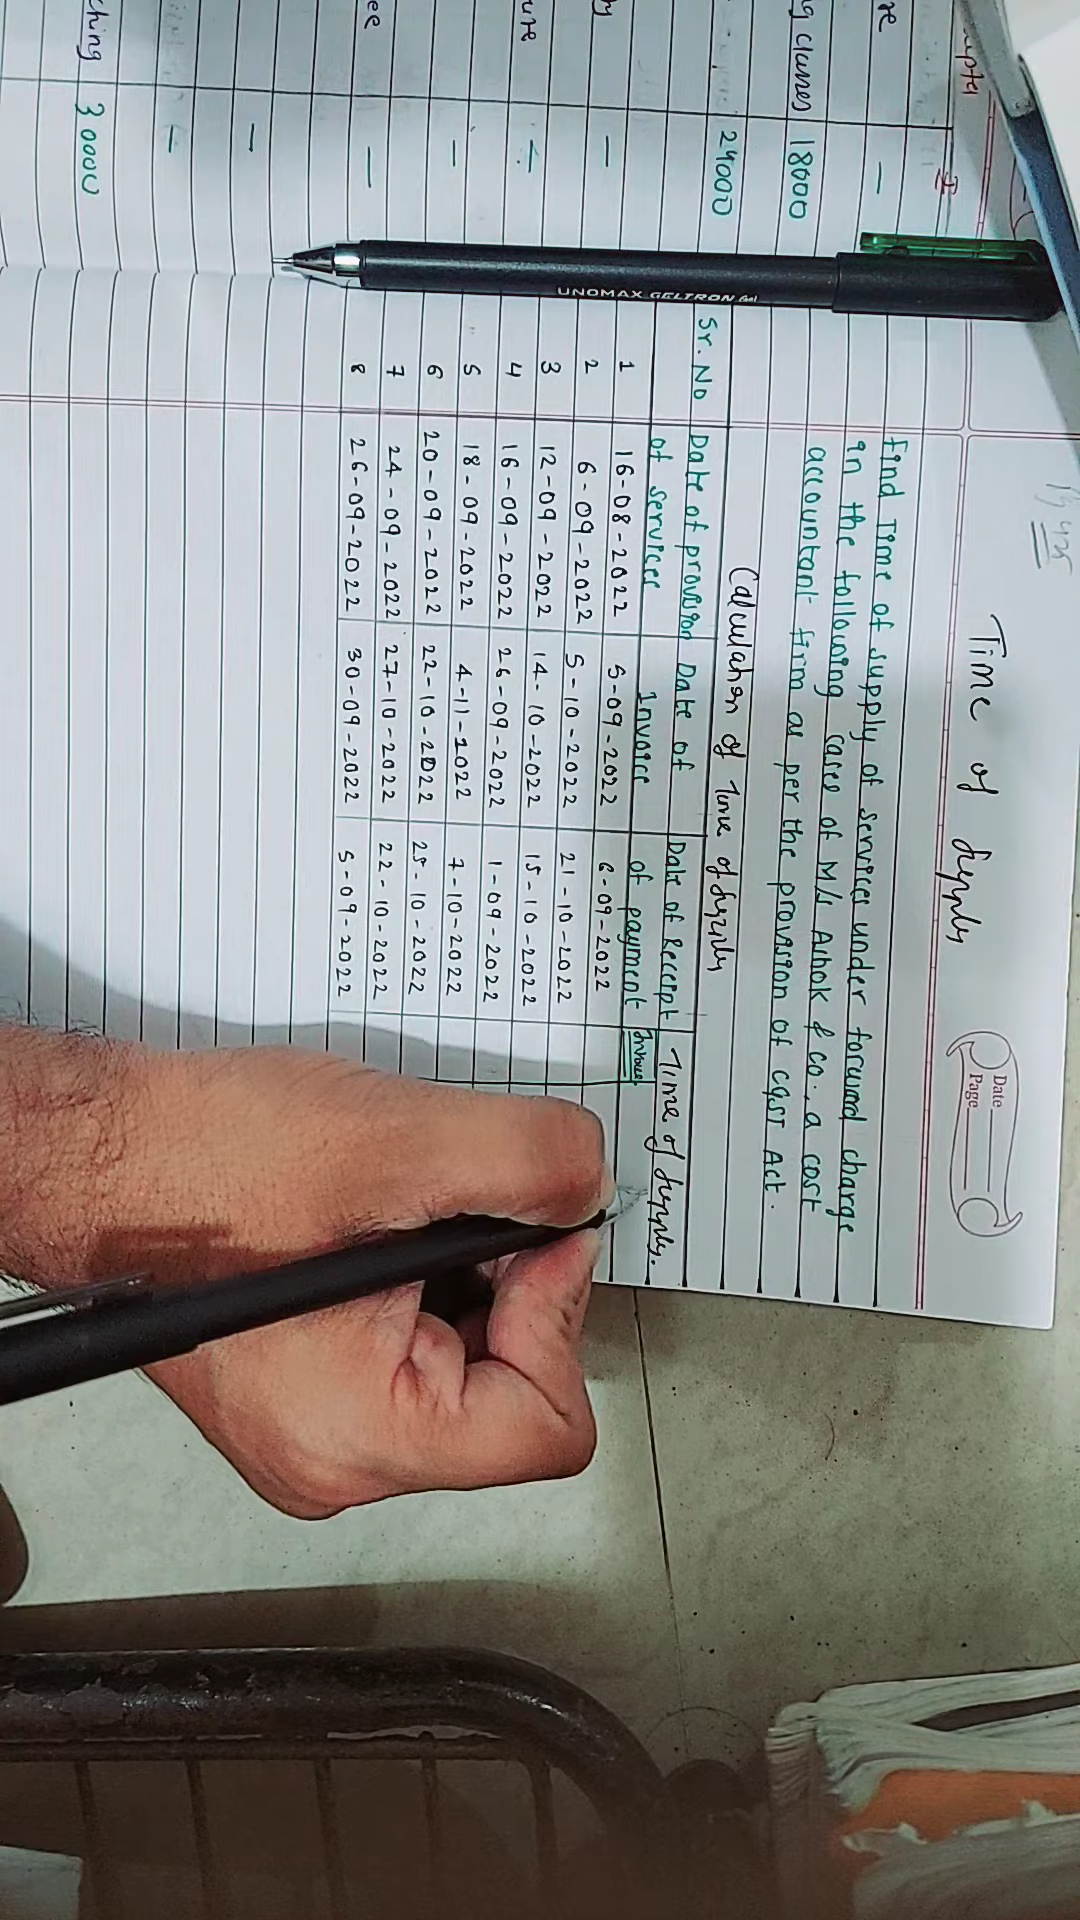 Time of Supply
Date
Page
Find Time of supply of services under forward charge
in the following cases of M/s Ashok & Co., a cost
accountant firm as per the provision of CGST Act.
Calculation of Time of Supply
Sr. No Date of provision of services Date of Invoice Date of Receipt of payment Time of Supply.
Invoice
1 16-08-2022 5-09-2022 6-09-2022
2 6-09-2022 5-10-2022 21-10-2022
3 12-09-2022 14-10-2022 15-10-2022
4 16-09-2022 26-09-2022 1-09-2022
5 18-09-2022 4-11-2022 7-10-2022
6 20-09-2022 22-10-2022 25-10-2022
7 24-09-2022 27-10-2022 22-10-2022
8 26-09-2022 30-09-2022 5-09-2022
UNOMAX GELTRON Gel
classes 18000
24000
ching 30000